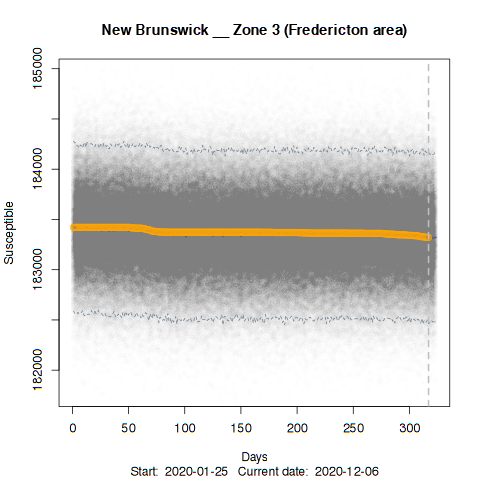 New Brunswick __ Zone 3 (Fredericton area)
185000
184000
183000
182000
Susceptible
0 50 100 150 200 250 300
Days
Start: 2020-01-25 Current date: 2020-12-06